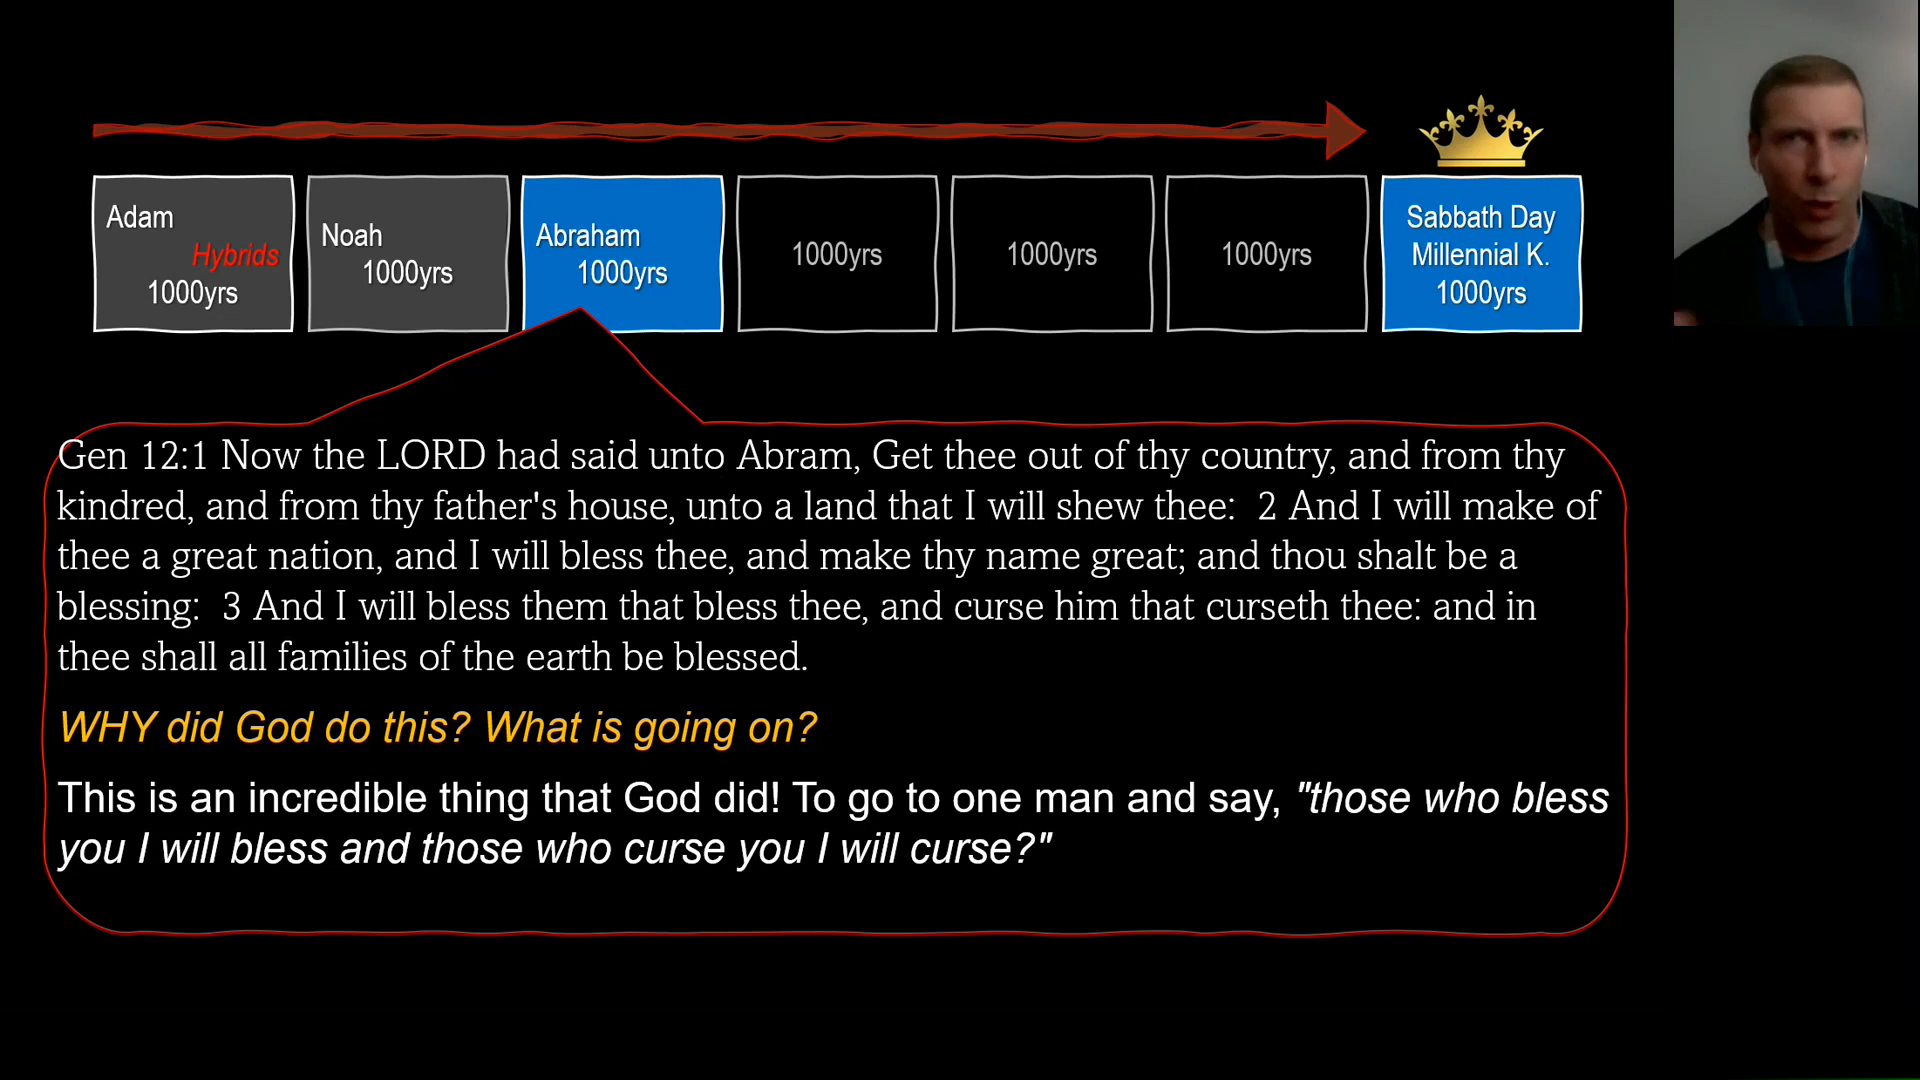 Adam
Hybrids
1000yrs
Noah
1000yrs
Abraham
1000yrs
1000yrs
1000yrs
1000yrs
Sabbath Day
Millennial K.
1000yrs
Gen 12:1 Now the LORD had said unto Abram, Get thee out of thy country, and from thy
kindred, and from thy father's house, unto a land that I will shew thee:  2 And I will make of
thee a great nation, and I will bless thee, and make thy name great; and thou shalt be a
blessing:  3 And I will bless them that bless thee, and curse him that curseth thee: and in
thee shall all families of the earth be blessed.
WHY did God do this? What is going on?
This is an incredible thing that God did! To go to one man and say, "those who bless
you I will bless and those who curse you I will curse?"